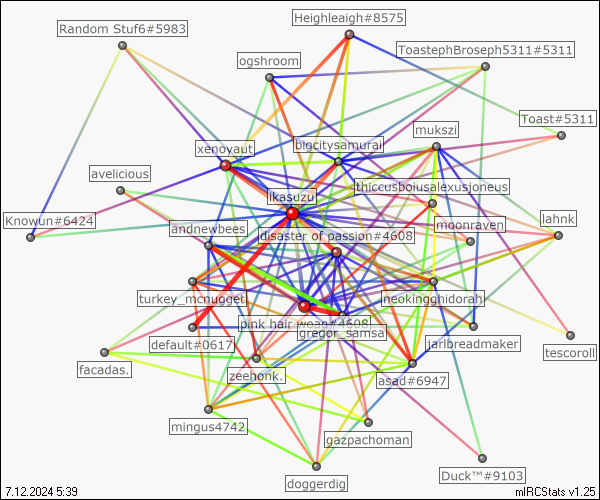 Heighleaigh#8575
Random Stuf6#5983
ToastephBroseph5311#5311
ogshroom
Toast#5311
mukszi
bigcitysamurai
xenoyaut
avelicious
thiccusboiusalexusjoneus
ikasuzu
Knowun#6424
lahnk
moonraven
andnewbees
disaster of passion#4608
turkey_mcnugget
neokingghidorah
pink hair woag#4608
gregor_samsa
default#0617
janbreadmaker
tescoroll
facadas.
zeehonk.
asad#6947
mingus4742
gazpachoman
Duck™#9103
doggerdig
7.12.2024 5:39
mIRCStats v1.25